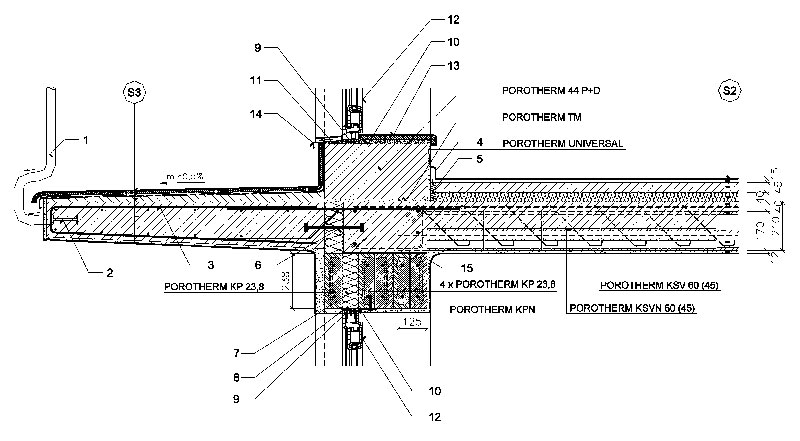 12
9
10
11
13
14
S3
S2
POROTHERM 44 P+D
POROTHERM TM
4 POROTHERM UNIVERSAL
1
5
2
3
6
15
POROTHERM KP 23,8
4 x POROTHERM KP 23,8
POROTHERM KSV 60 (45)
POROTHERM KPN
POROTHERM KSVN 60 (45)
125
7
8
9
10
12